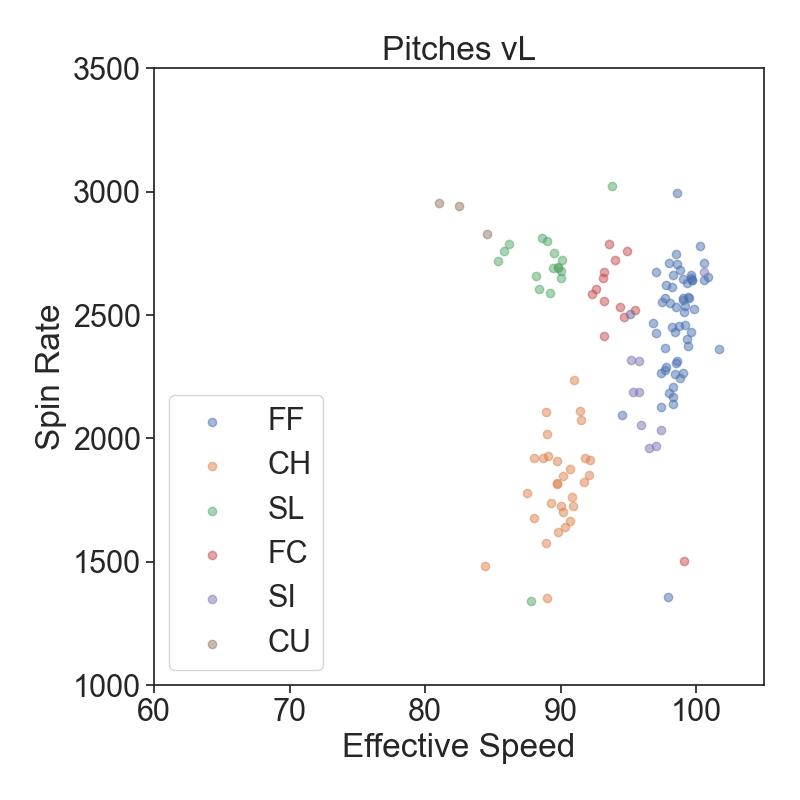 Pitches vL
3500
3000
2500
2000
1500
1000
Spin Rate
FF
CH
SL
FC
SI
CU
60 70 80 90 100
Effective Speed